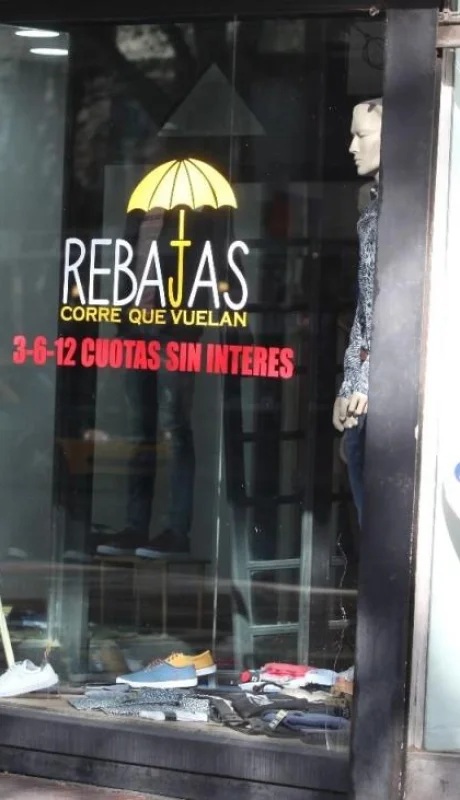 REBAJAS
CORRE QUE VUELAN
3-6-12 CUOTAS SIN INTERES